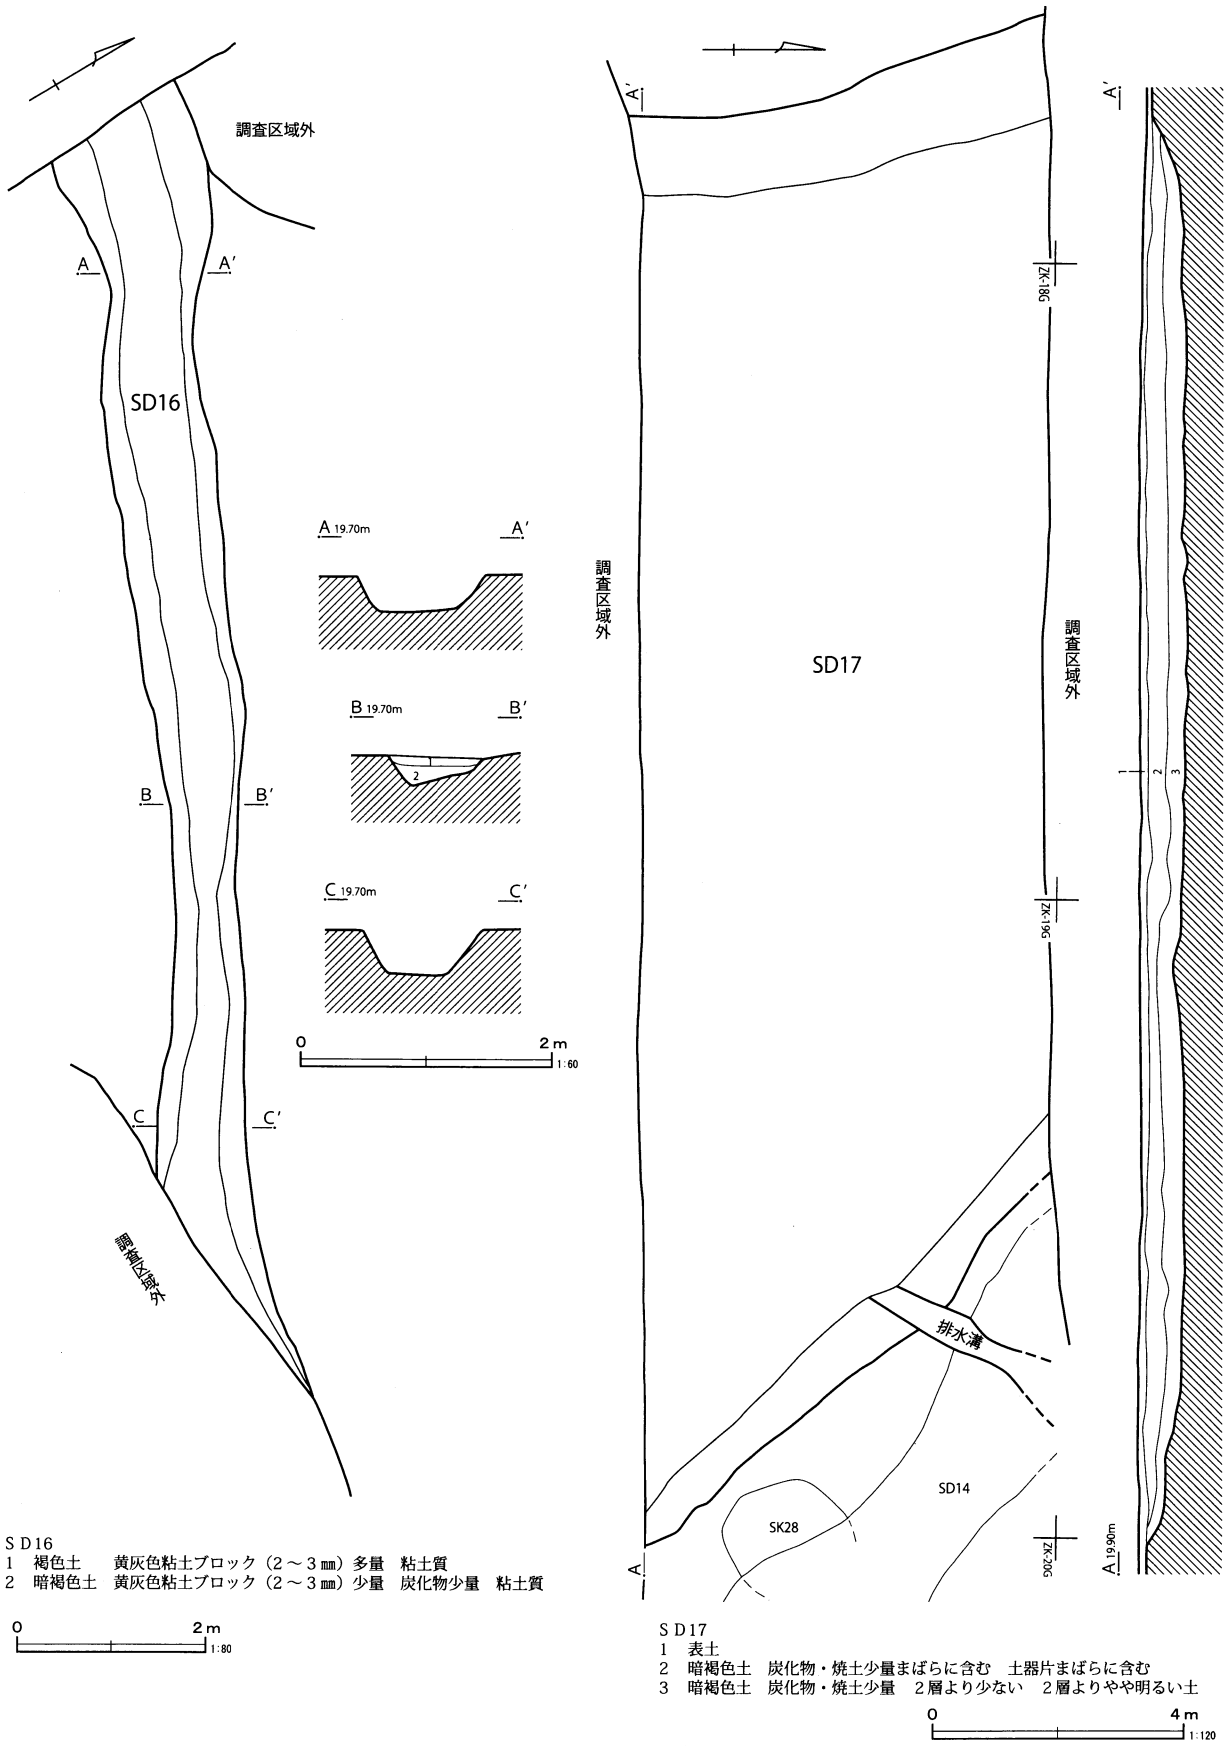 調査区域外
A
A′
SD16
B
B′
C
C′
調査区域外
A 19.70m
A′
B 19.70m
B′
1
2
C 19.70m
C′
0
2m
1:60
SD16
1 褐色土 黄灰色粘土ブロック（2～3㎜）多量 粘土質
2 暗褐色土 黄灰色粘土ブロック（2～3㎜）少量 炭化物少量 粘土質
0
2m
1:80
A′
調査区域外
SD17
ZK-18G
調査区域外
ZK-19G
排水溝
SD14
SK28
ZK-20G
A
A′
1
2
3
A 19.90m
SD17
1 表土
2 暗褐色土 炭化物・焼土少量まばらに含む 土器片まばらに含む
3 暗褐色土 炭化物・焼土少量 2層より少ない 2層よりやや明るい土
0
4m
1:120